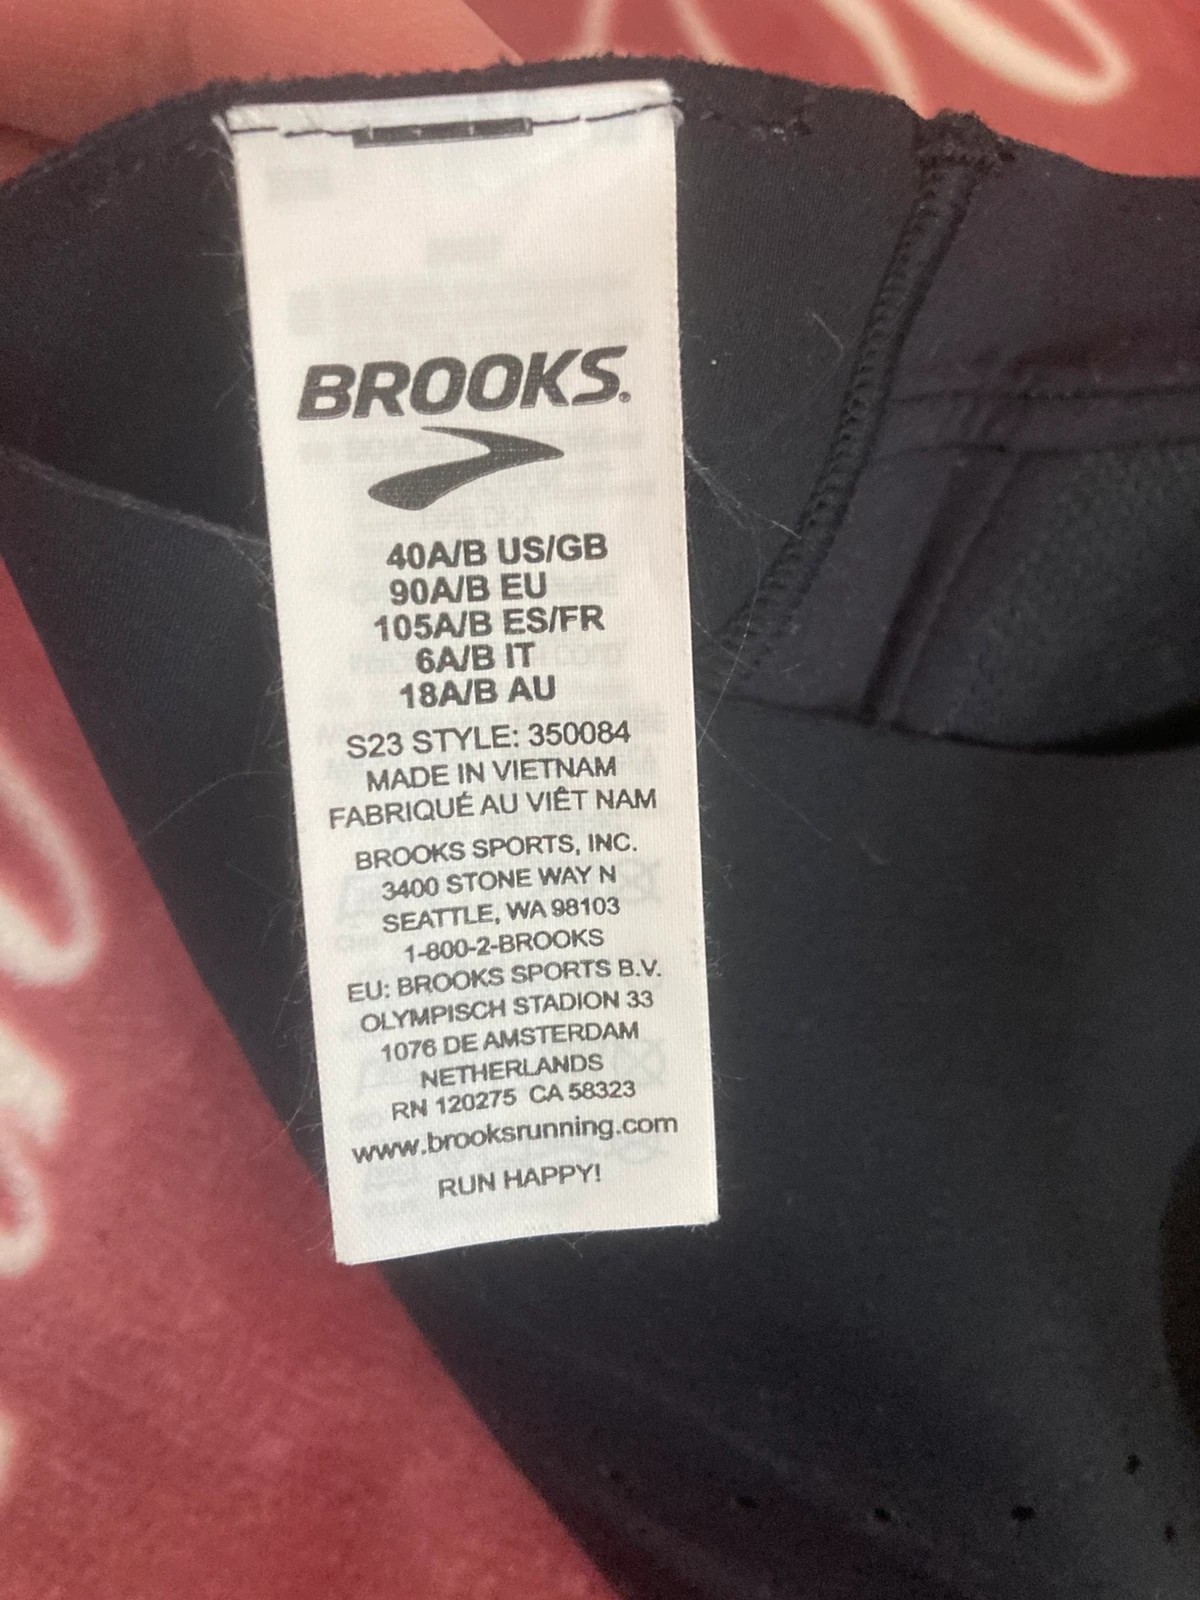 BROOKS.
40A/B US/GB
90A/B EU
105A/B ES/FR
6A/B IT
18A/B AU
S23 STYLE: 350084
MADE IN VIETNAM
FABRIQUÉ AU VIÊT NAM
BROOKS SPORTS, INC.
3400 STONE WAY N
SEATTLE, WA 98103
1-800-2-BROOKS
EU: BROOKS SPORTS B.V.
OLYMPISCH STADION 33
1076 DE AMSTERDAM
NETHERLANDS
RN 120275 CA 58323
www.brooksrunning.com
RUN HAPPY!